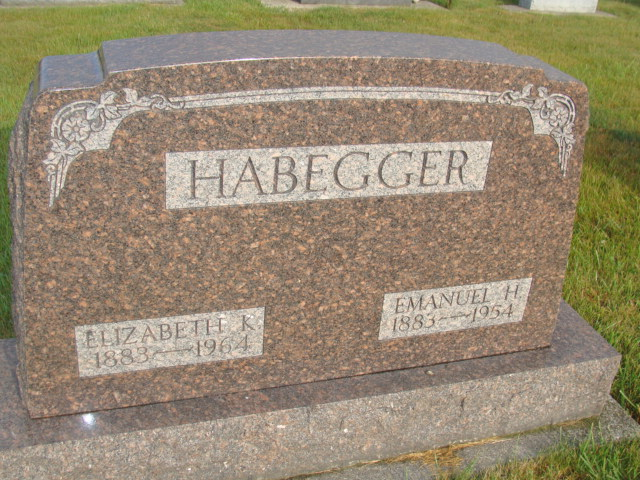 HABEGGER
ELIZABETH K.
1883—1964
EMANUEL H.
1883—1954